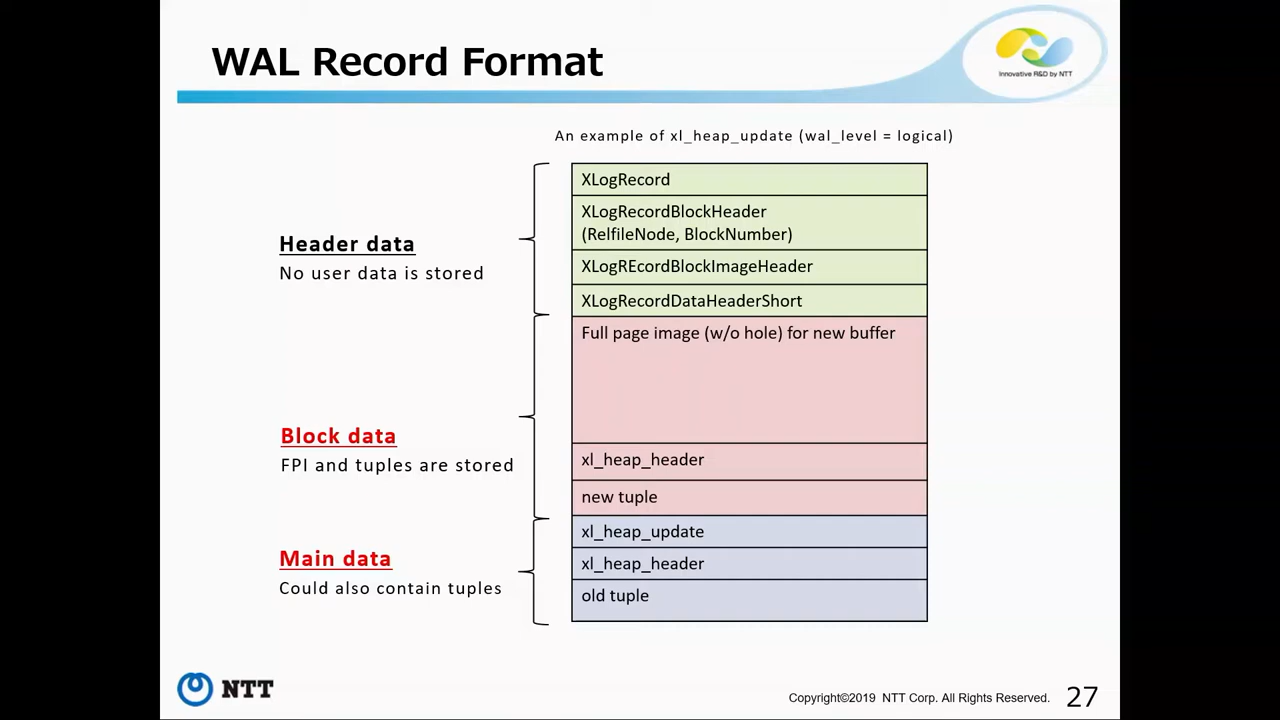 WAL Record Format
Innovative R&D by NTT
An example of xl_heap_update (wal_level = logical)
Header data
No user data is stored
Block data
FPI and tuples are stored
Main data
Could also contain tuples
XLogRecord
XLogRecordBlockHeader
(RelfileNode, BlockNumber)
XLogREcordBlockImageHeader
XLogRecordDataHeaderShort
Full page image (w/o hole) for new buffer
xl_heap_header
new tuple
xl_heap_update
xl_heap_header
old tuple
NTT
Copyright©2019 NTT Corp. All Rights Reserved.
27